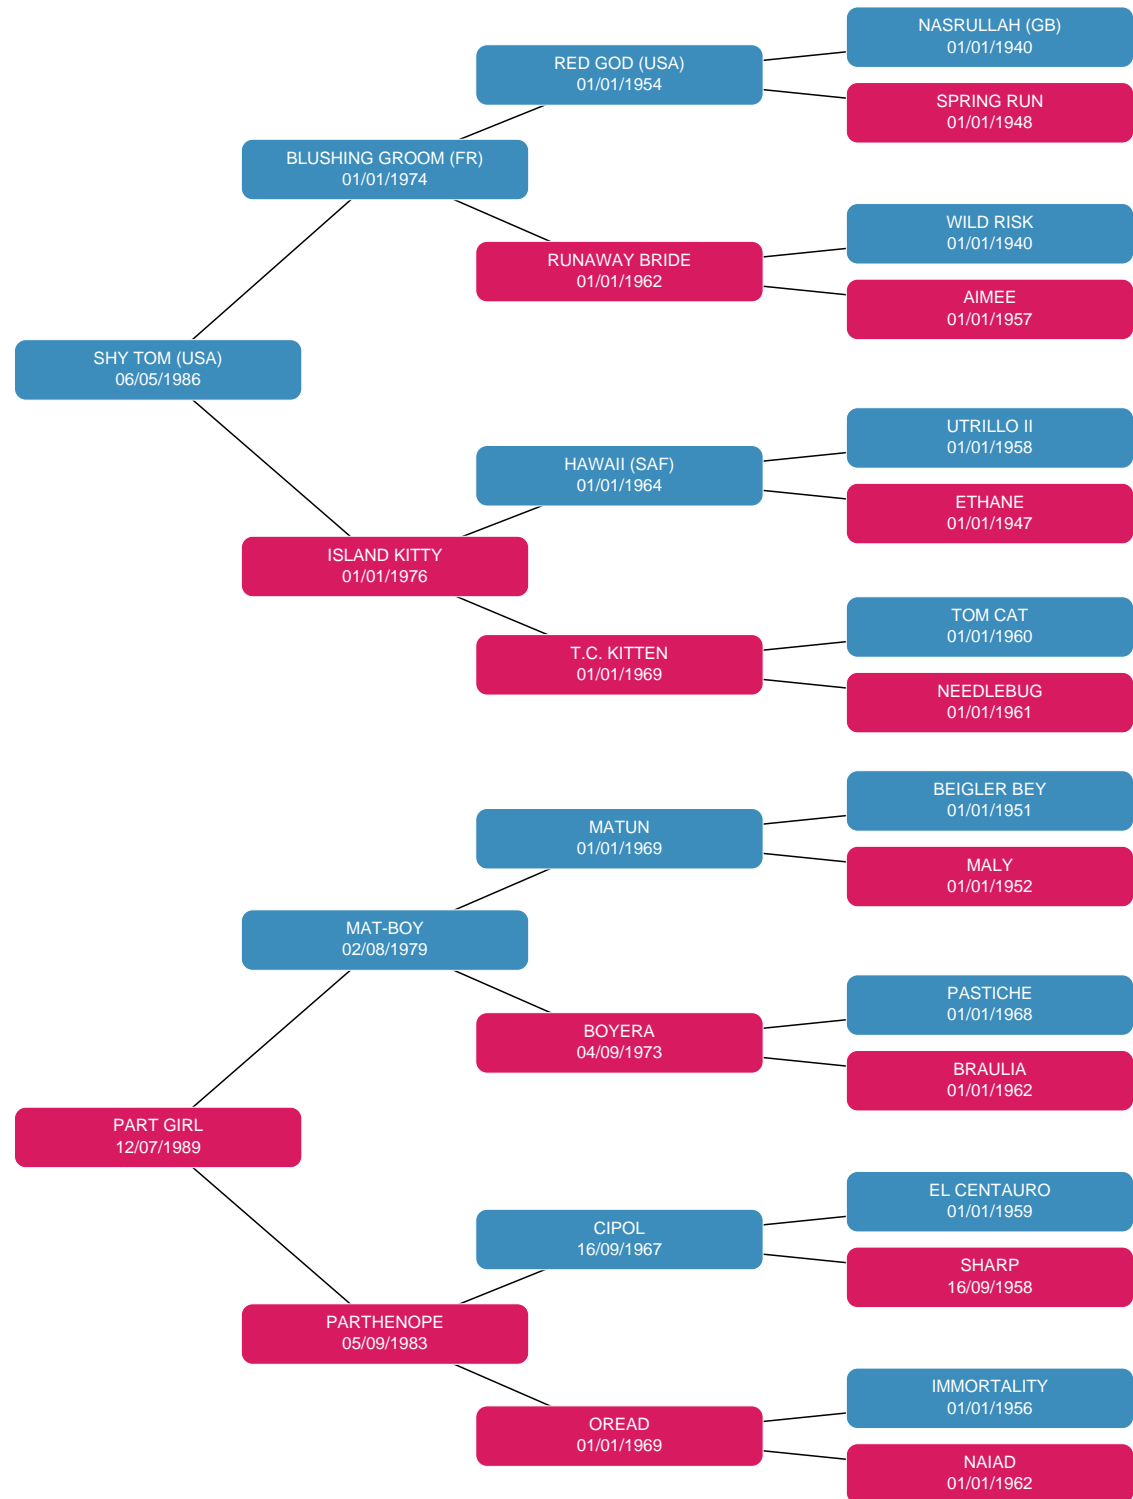 NASRULLAH (GB)
01/01/1940
RED GOD (USA)
01/01/1954
SPRING RUN
01/01/1948
BLUSHING GROOM (FR)
01/01/1974
WILD RISK
01/01/1940
RUNAWAY BRIDE
01/01/1962
AIMEE
01/01/1957
SHY TOM (USA)
06/05/1986
UTRILLO II
01/01/1958
HAWAII (SAF)
01/01/1964
ETHANE
01/01/1947
ISLAND KITTY
01/01/1976
TOM CAT
01/01/1960
T.C. KITTEN
01/01/1969
NEEDLEBUG
01/01/1961
BEIGLER BEY
01/01/1951
MATUN
01/01/1969
MALY
01/01/1952
MAT-BOY
02/08/1979
PASTICHE
01/01/1968
BOYERA
04/09/1973
BRAULIA
01/01/1962
PART GIRL
12/07/1989
EL CENTAURO
01/01/1959
CIPOL
16/09/1967
SHARP
16/09/1958
PARTHENOPE
05/09/1983
IMMORTALITY
01/01/1956
OREAD
01/01/1969
NAIAD
01/01/1962